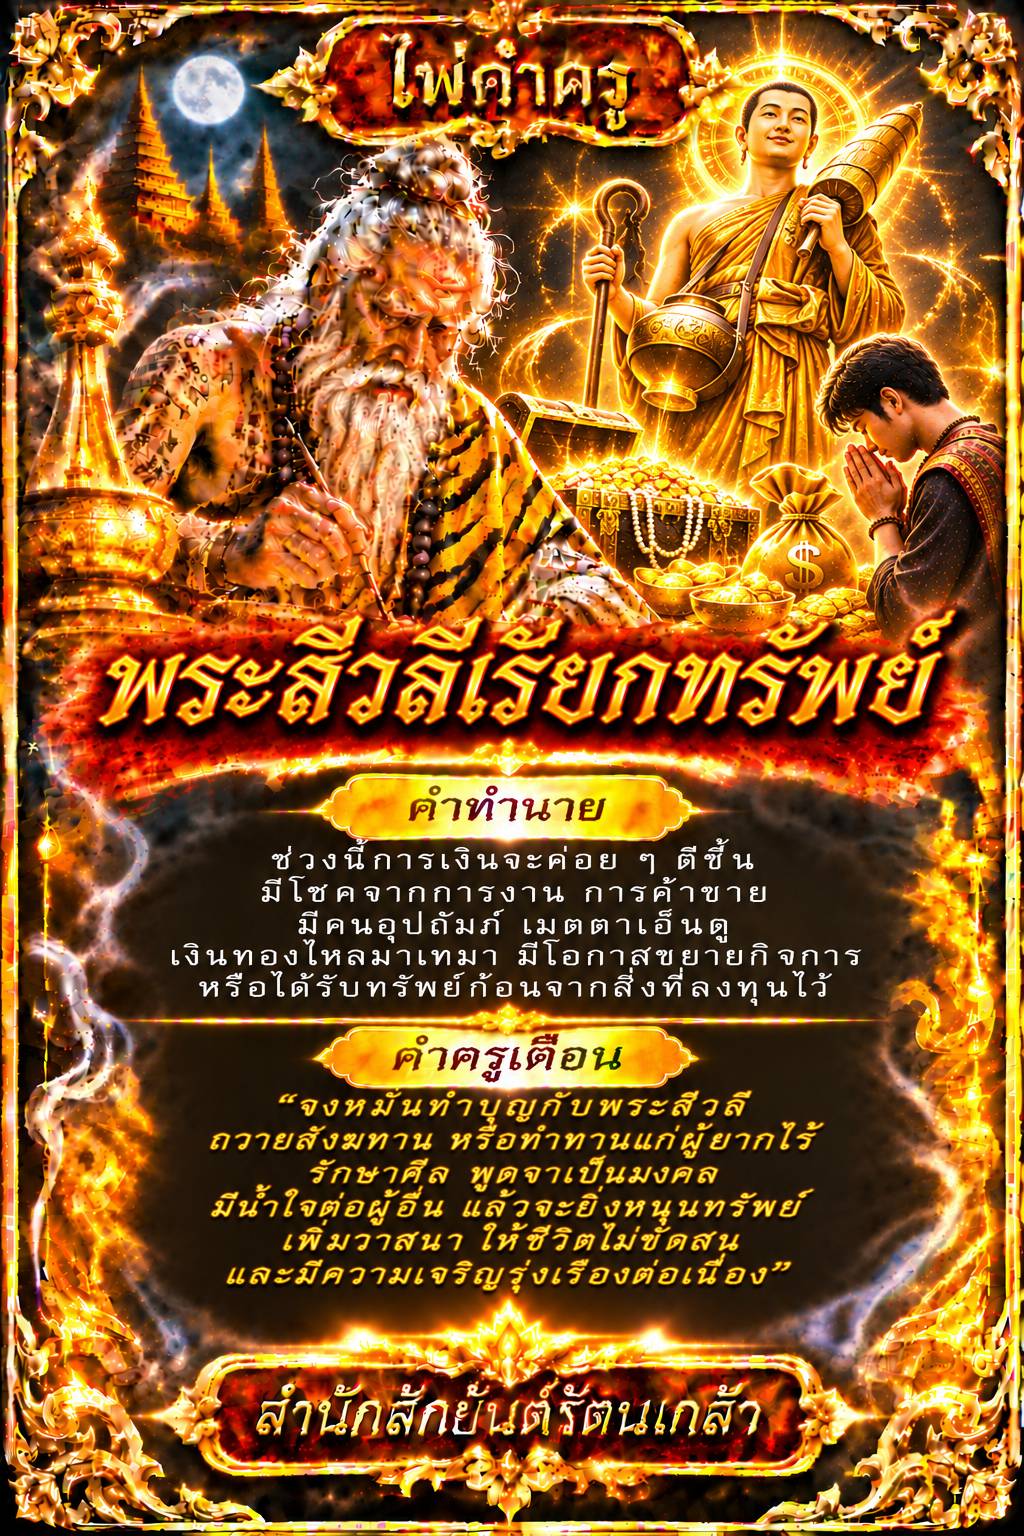 ไพ่คำครู
พระสีวลีเรียกทรัพย์
คำทำนาย
ช่วงนี้การเงินจะค่อย ๆ ดีขึ้น
มีโชคจากการงาน การค้าขาย
มีคนอุปถัมภ์ เมตตาเอ็นดู
เงินทองไหลมาเทมา มีโอกาสขยายกิจการ
หรือได้รับทรัพย์ก้อนจากสิ่งที่ลงทุนไว้
คำครูเตือน
“จงหมั่นทำบุญกับพระสีวลี
ถวายสังฆทาน หรือทำทานแก่ผู้ยากไร้
รักษาศีล พูดจาเป็นมงคล
มีน้ำใจต่อผู้อื่น แล้วจะยิ่งหนุนทรัพย์
เพิ่มวาสนา ให้ชีวิตไม่ขัดสน
และมีความเจริญรุ่งเรืองต่อเนื่อง”
สำนักสักยันต์รัตนเกล้า
$